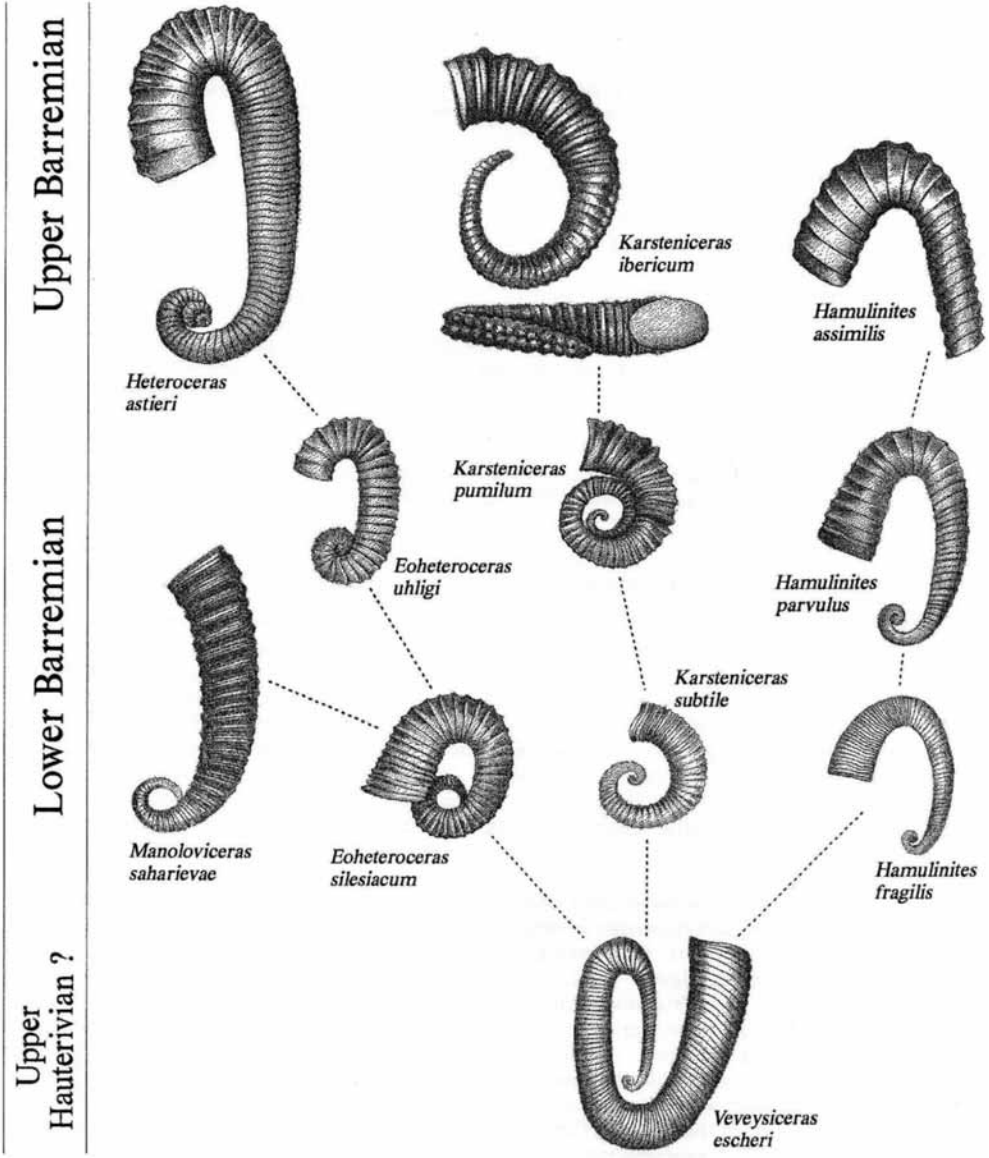 Upper Barremian
Lower Barremian
Upper
Hauterivian ?
Heteroceras
astieri
Karsteniceras
ibericum
Hamulinites
assimilis
Eoheteroceras
uhligi
Karsteniceras
pumilum
Hamulinites
parvulus
Manoloviceras
saharievae
Eoheteroceras
silesiacum
Karsteniceras
subtile
Hamulinites
fragilis
Veveysiceras
escheri